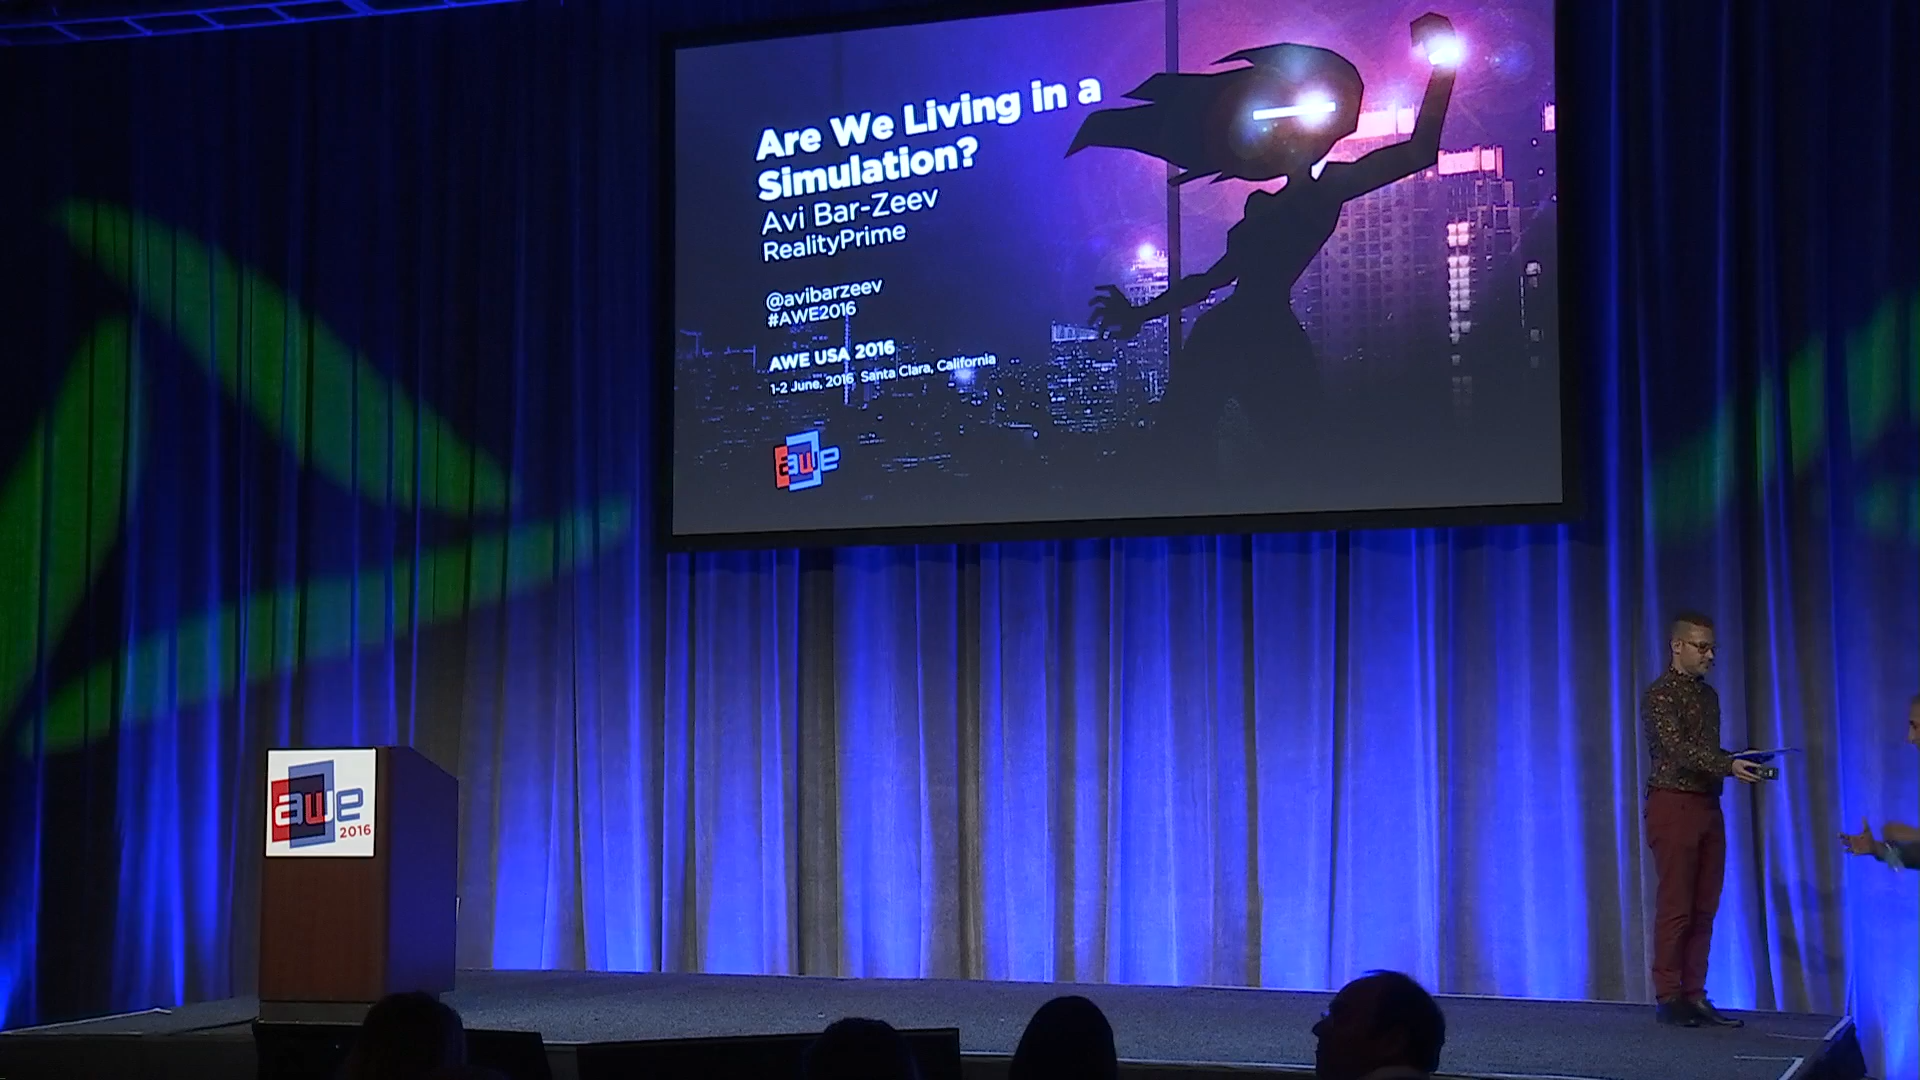 Are We Living in a
Simulation?
Avi Bar-Zeev
RealityPrime
@avibarzeev
#AWE2016
AWE USA 2016
1-2 June, 2016 Santa Clara, California
awe
awe
2016